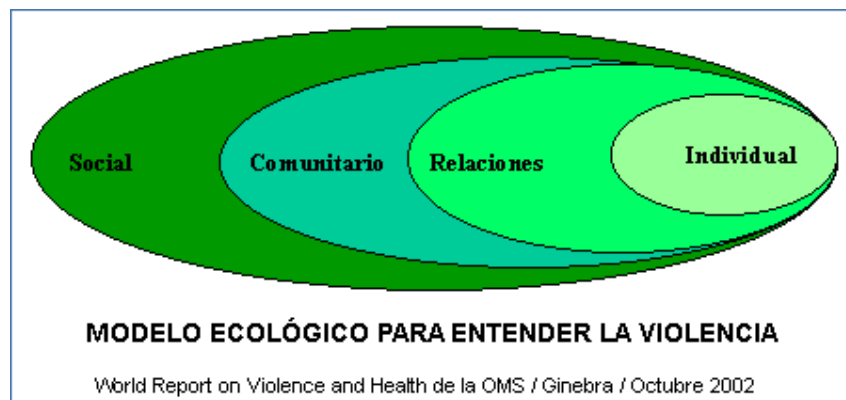 Social
Comunitario
Relaciones
Individual
MODELO ECOLÓGICO PARA ENTENDER LA VIOLENCIA
World Report on Violence and Health de la OMS / Ginebra / Octubre 2002